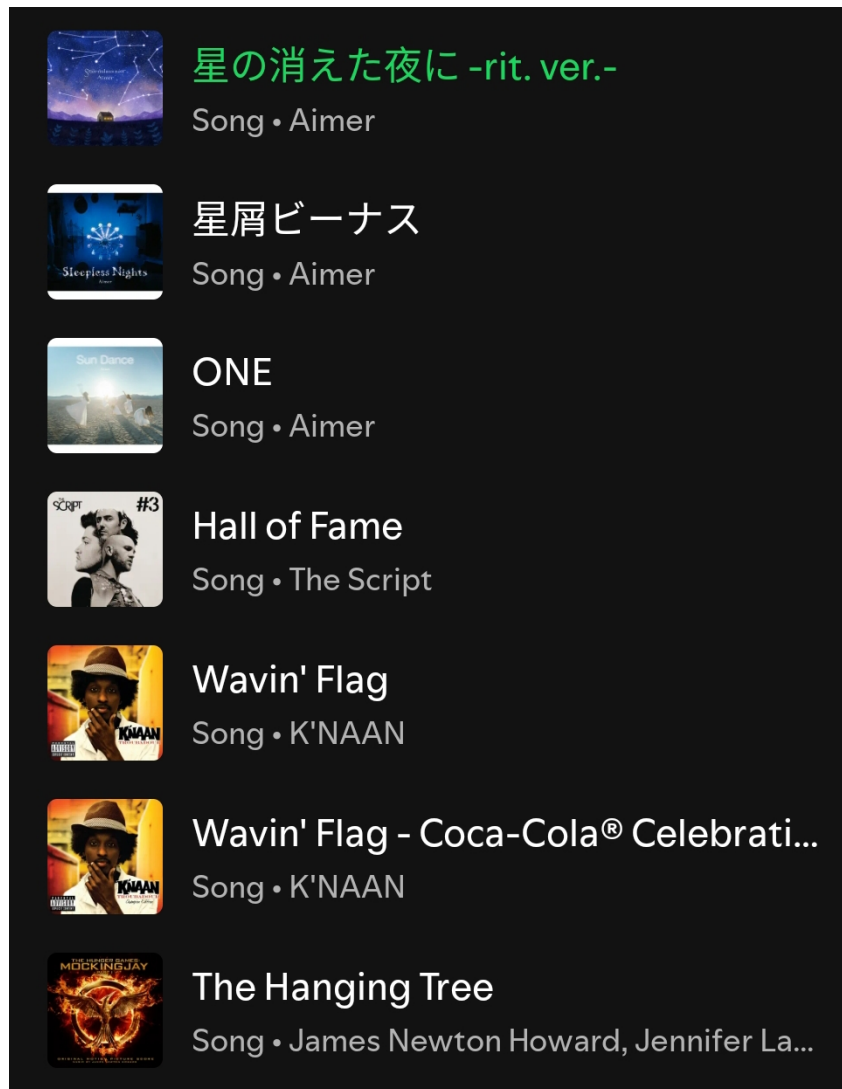 星の消えた夜に -rit. ver.-
Song • Aimer
Sleepless Nights
Aimer
星屑ビーナス
Song • Aimer
Sun Dance
ONE
Song • Aimer
THE SCRIPT #3
Hall of Fame
Song • The Script
K'NAAN
Wavin' Flag
Song • K'NAAN
K'NAAN
Wavin' Flag - Coca-Cola® Celebrati...
Song • K'NAAN
THE HUNGER GAMES
MOCKINGJAY
The Hanging Tree
Song • James Newton Howard, Jennifer La...